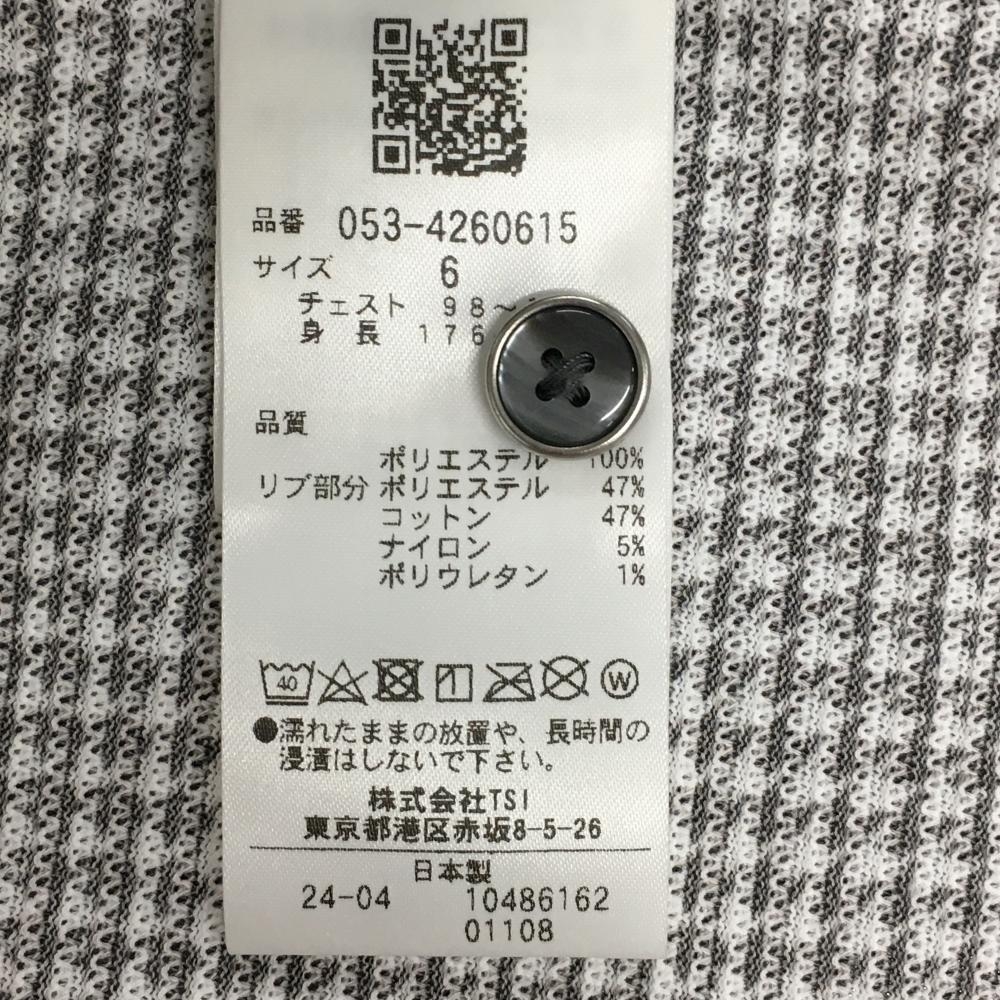 品番 053-4260615
サイズ 6
チェスト 98～
身長 176
品質
ポリエステル 100%
リブ部分 ポリエステル 47%
コットン 47%
ナイロン 5%
ポリウレタン 1%
40 W
●濡れたままの放置や、長時間の
浸漬はしないで下さい。
株式会社TSI
東京都港区赤坂8-5-26
日本製
24-04 10486162
01108